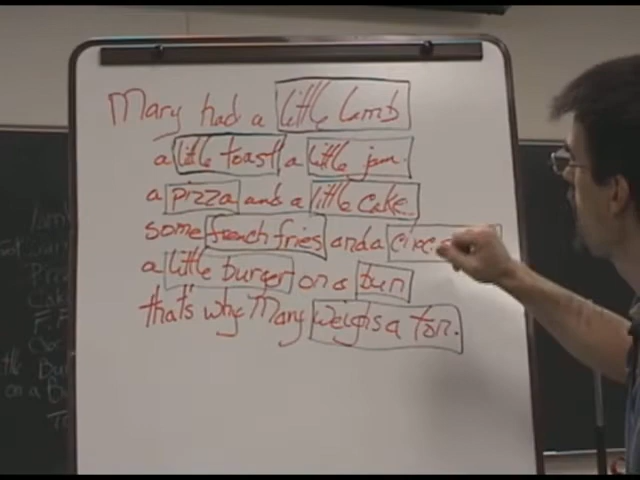 Mary had a little lamb
a little toast a little jam.
a pizza and a little cake
some french fries and a
a little burger on a bun
that's why Mary weighs a ton.